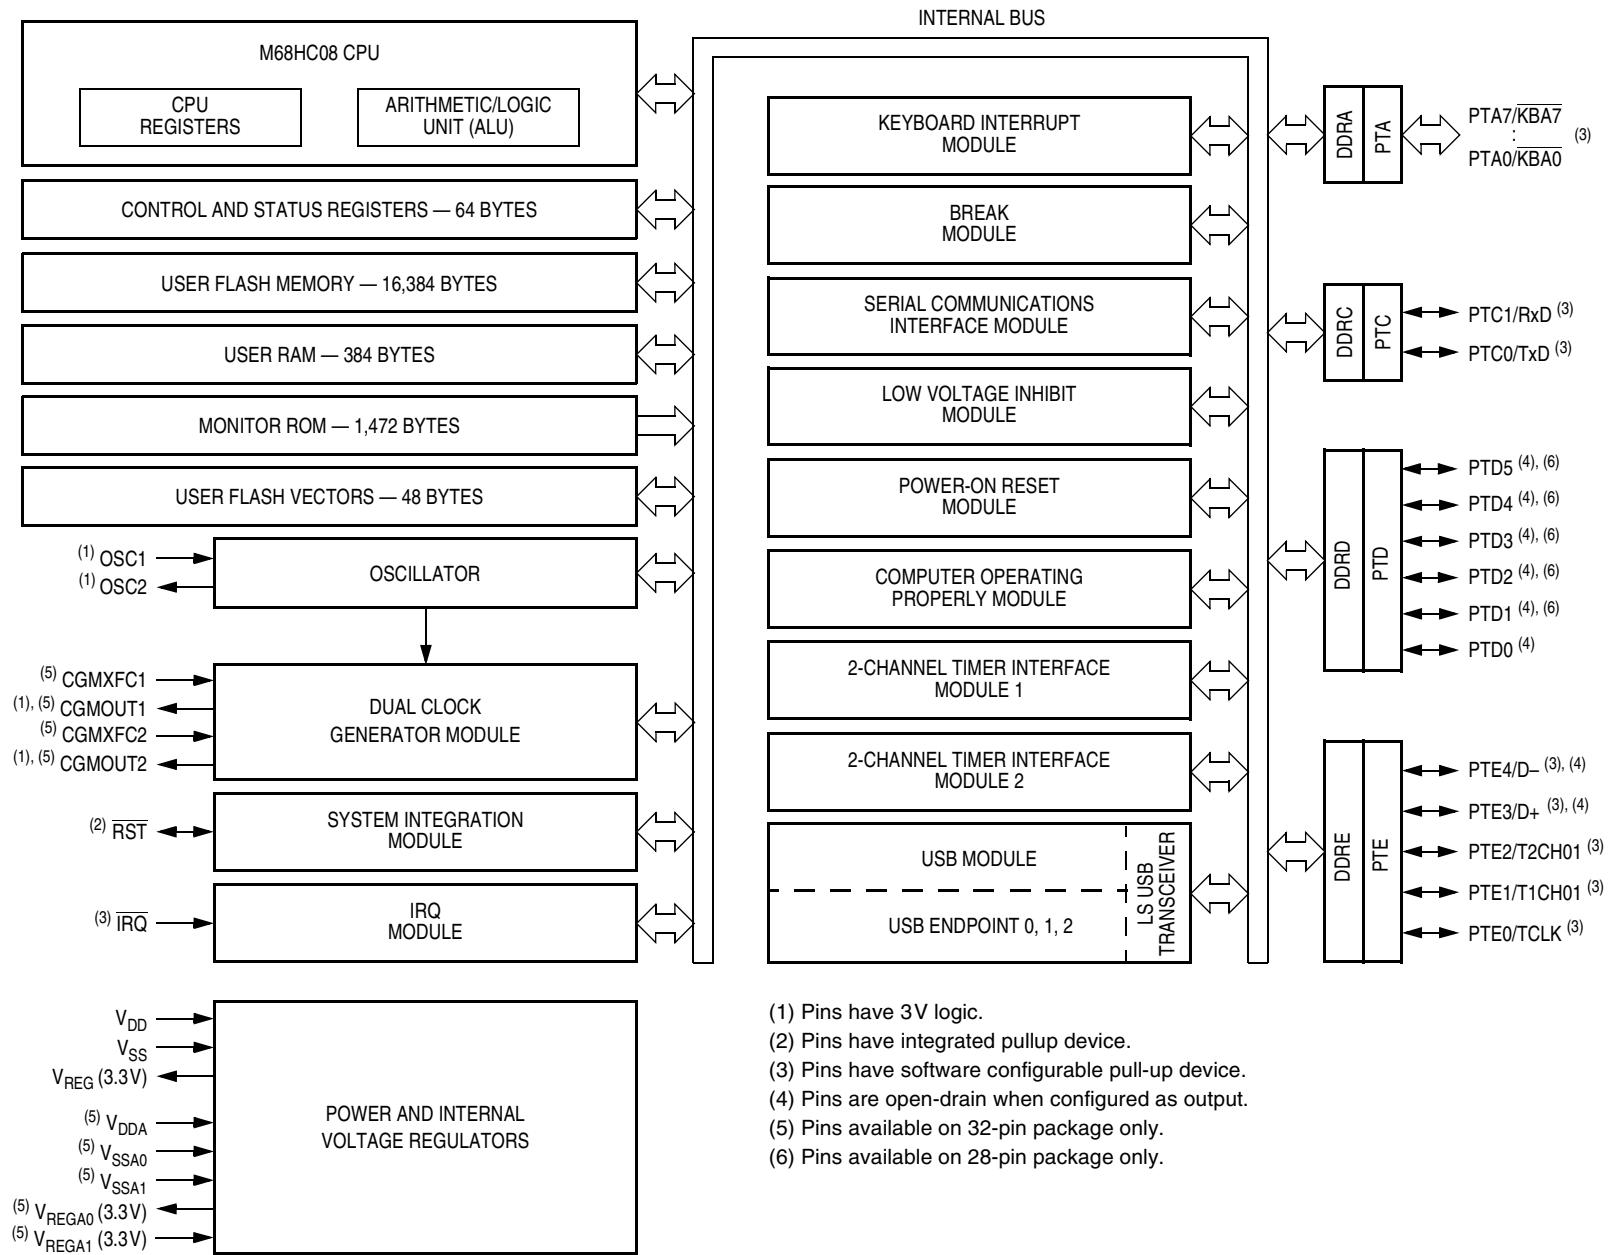 INTERNAL BUS
M68HC08 CPU
CPU
REGISTERS
ARITHMETIC/LOGIC
UNIT (ALU)
CONTROL AND STATUS REGISTERS — 64 BYTES
USER FLASH MEMORY — 16,384 BYTES
USER RAM — 384 BYTES
MONITOR ROM — 1,472 BYTES
USER FLASH VECTORS — 48 BYTES
(1) OSC1
(1) OSC2
OSCILLATOR
(5) CGMXFC1
(1), (5) CGMOUT1
(5) CGMXFC2
(1), (5) CGMOUT2
DUAL CLOCK
GENERATOR MODULE
(2) RST
SYSTEM INTEGRATION
MODULE
(3) IRQ
IRQ
MODULE
VDD
VSS
VREG (3.3V)
(5) VDDA
(5) VSSA0
(5) VSSA1
(5) VREGA0 (3.3V)
(5) VREGA1 (3.3V)
POWER AND INTERNAL
VOLTAGE REGULATORS
KEYBOARD INTERRUPT
MODULE
BREAK
MODULE
SERIAL COMMUNICATIONS
INTERFACE MODULE
LOW VOLTAGE INHIBIT
MODULE
POWER-ON RESET
MODULE
COMPUTER OPERATING
PROPERLY MODULE
2-CHANNEL TIMER INTERFACE
MODULE 1
2-CHANNEL TIMER INTERFACE
MODULE 2
USB MODULE
USB ENDPOINT 0, 1, 2
LS USB
TRANSCEIVER
DDRA
PTA
PTA7/KBA7
:
(3)
PTA0/KBA0
DDRC
PTC
PTC1/RxD (3)
PTC0/TxD (3)
DDRD
PTD
PTD5 (4), (6)
PTD4 (4), (6)
PTD3 (4), (6)
PTD2 (4), (6)
PTD1 (4), (6)
PTD0 (4)
DDRE
PTE
PTE4/D– (3), (4)
PTE3/D+ (3), (4)
PTE2/T2CH01 (3)
PTE1/T1CH01 (3)
PTE0/TCLK (3)
(1) Pins have 3V logic.
(2) Pins have integrated pullup device.
(3) Pins have software configurable pull-up device.
(4) Pins are open-drain when configured as output.
(5) Pins available on 32-pin package only.
(6) Pins available on 28-pin package only.